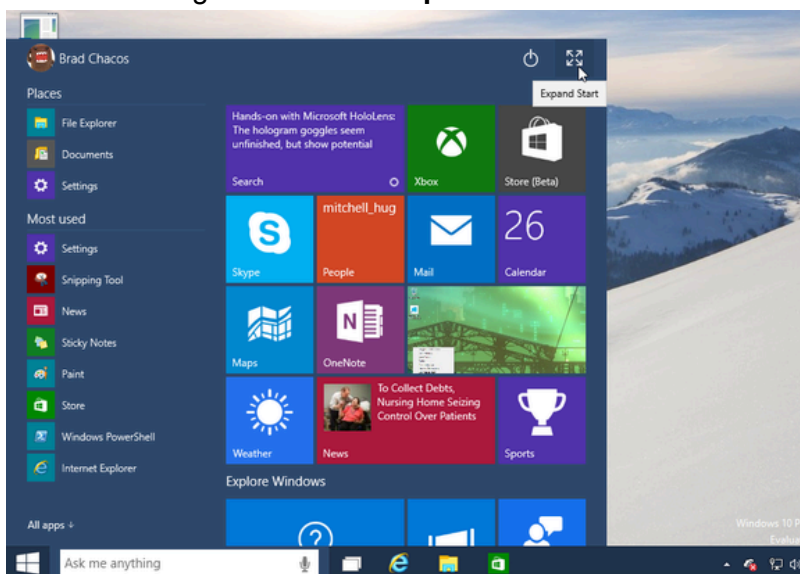 Brad Chacos
Expand Start
Places
File Explorer
Documents
Settings
Most used
Settings
Snipping Tool
News
Sticky Notes
Paint
Store
Windows PowerShell
Internet Explorer
All apps
Hands-on with Microsoft HoloLens:
The hologram goggles seem
unfinished, but show potential
Search
Xbox
Store (Beta)
Skype
mitchell_hug
People
Mail
26
Calendar
Maps
OneNote
Weather
To Collect Debts,
Nursing Home Seizing
Control Over Patients
News
Sports
Explore Windows
Windows 10 P
Evalua
Ask me anything